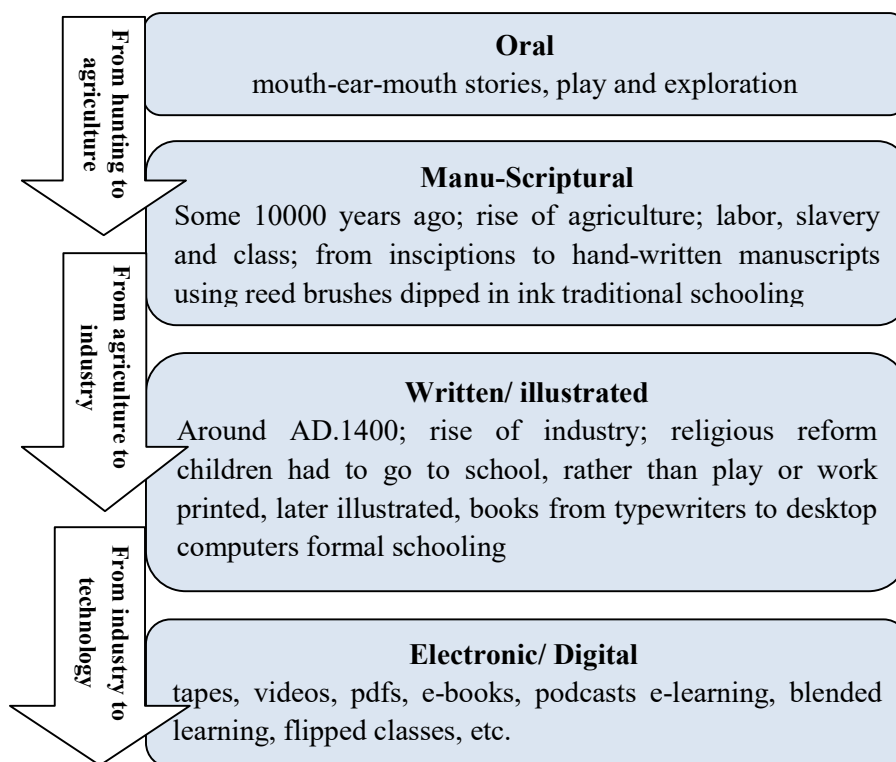 From hunting to
agriculture
Oral
mouth-ear-mouth stories, play and exploration
Manu-Scriptural
Some 10000 years ago; rise of agriculture; labor, slavery
and class; from insciptions to hand-written manuscripts
using reed brushes dipped in ink traditional schooling
From agriculture to
industry
Written/ illustrated
Around AD.1400; rise of industry; religious reform
children had to go to school, rather than play or work
printed, later illustrated, books from typewriters to desktop
computers formal schooling
From industry to
technology
Electronic/ Digital
tapes, videos, pdfs, e-books, podcasts e-learning, blended
learning, flipped classes, etc.